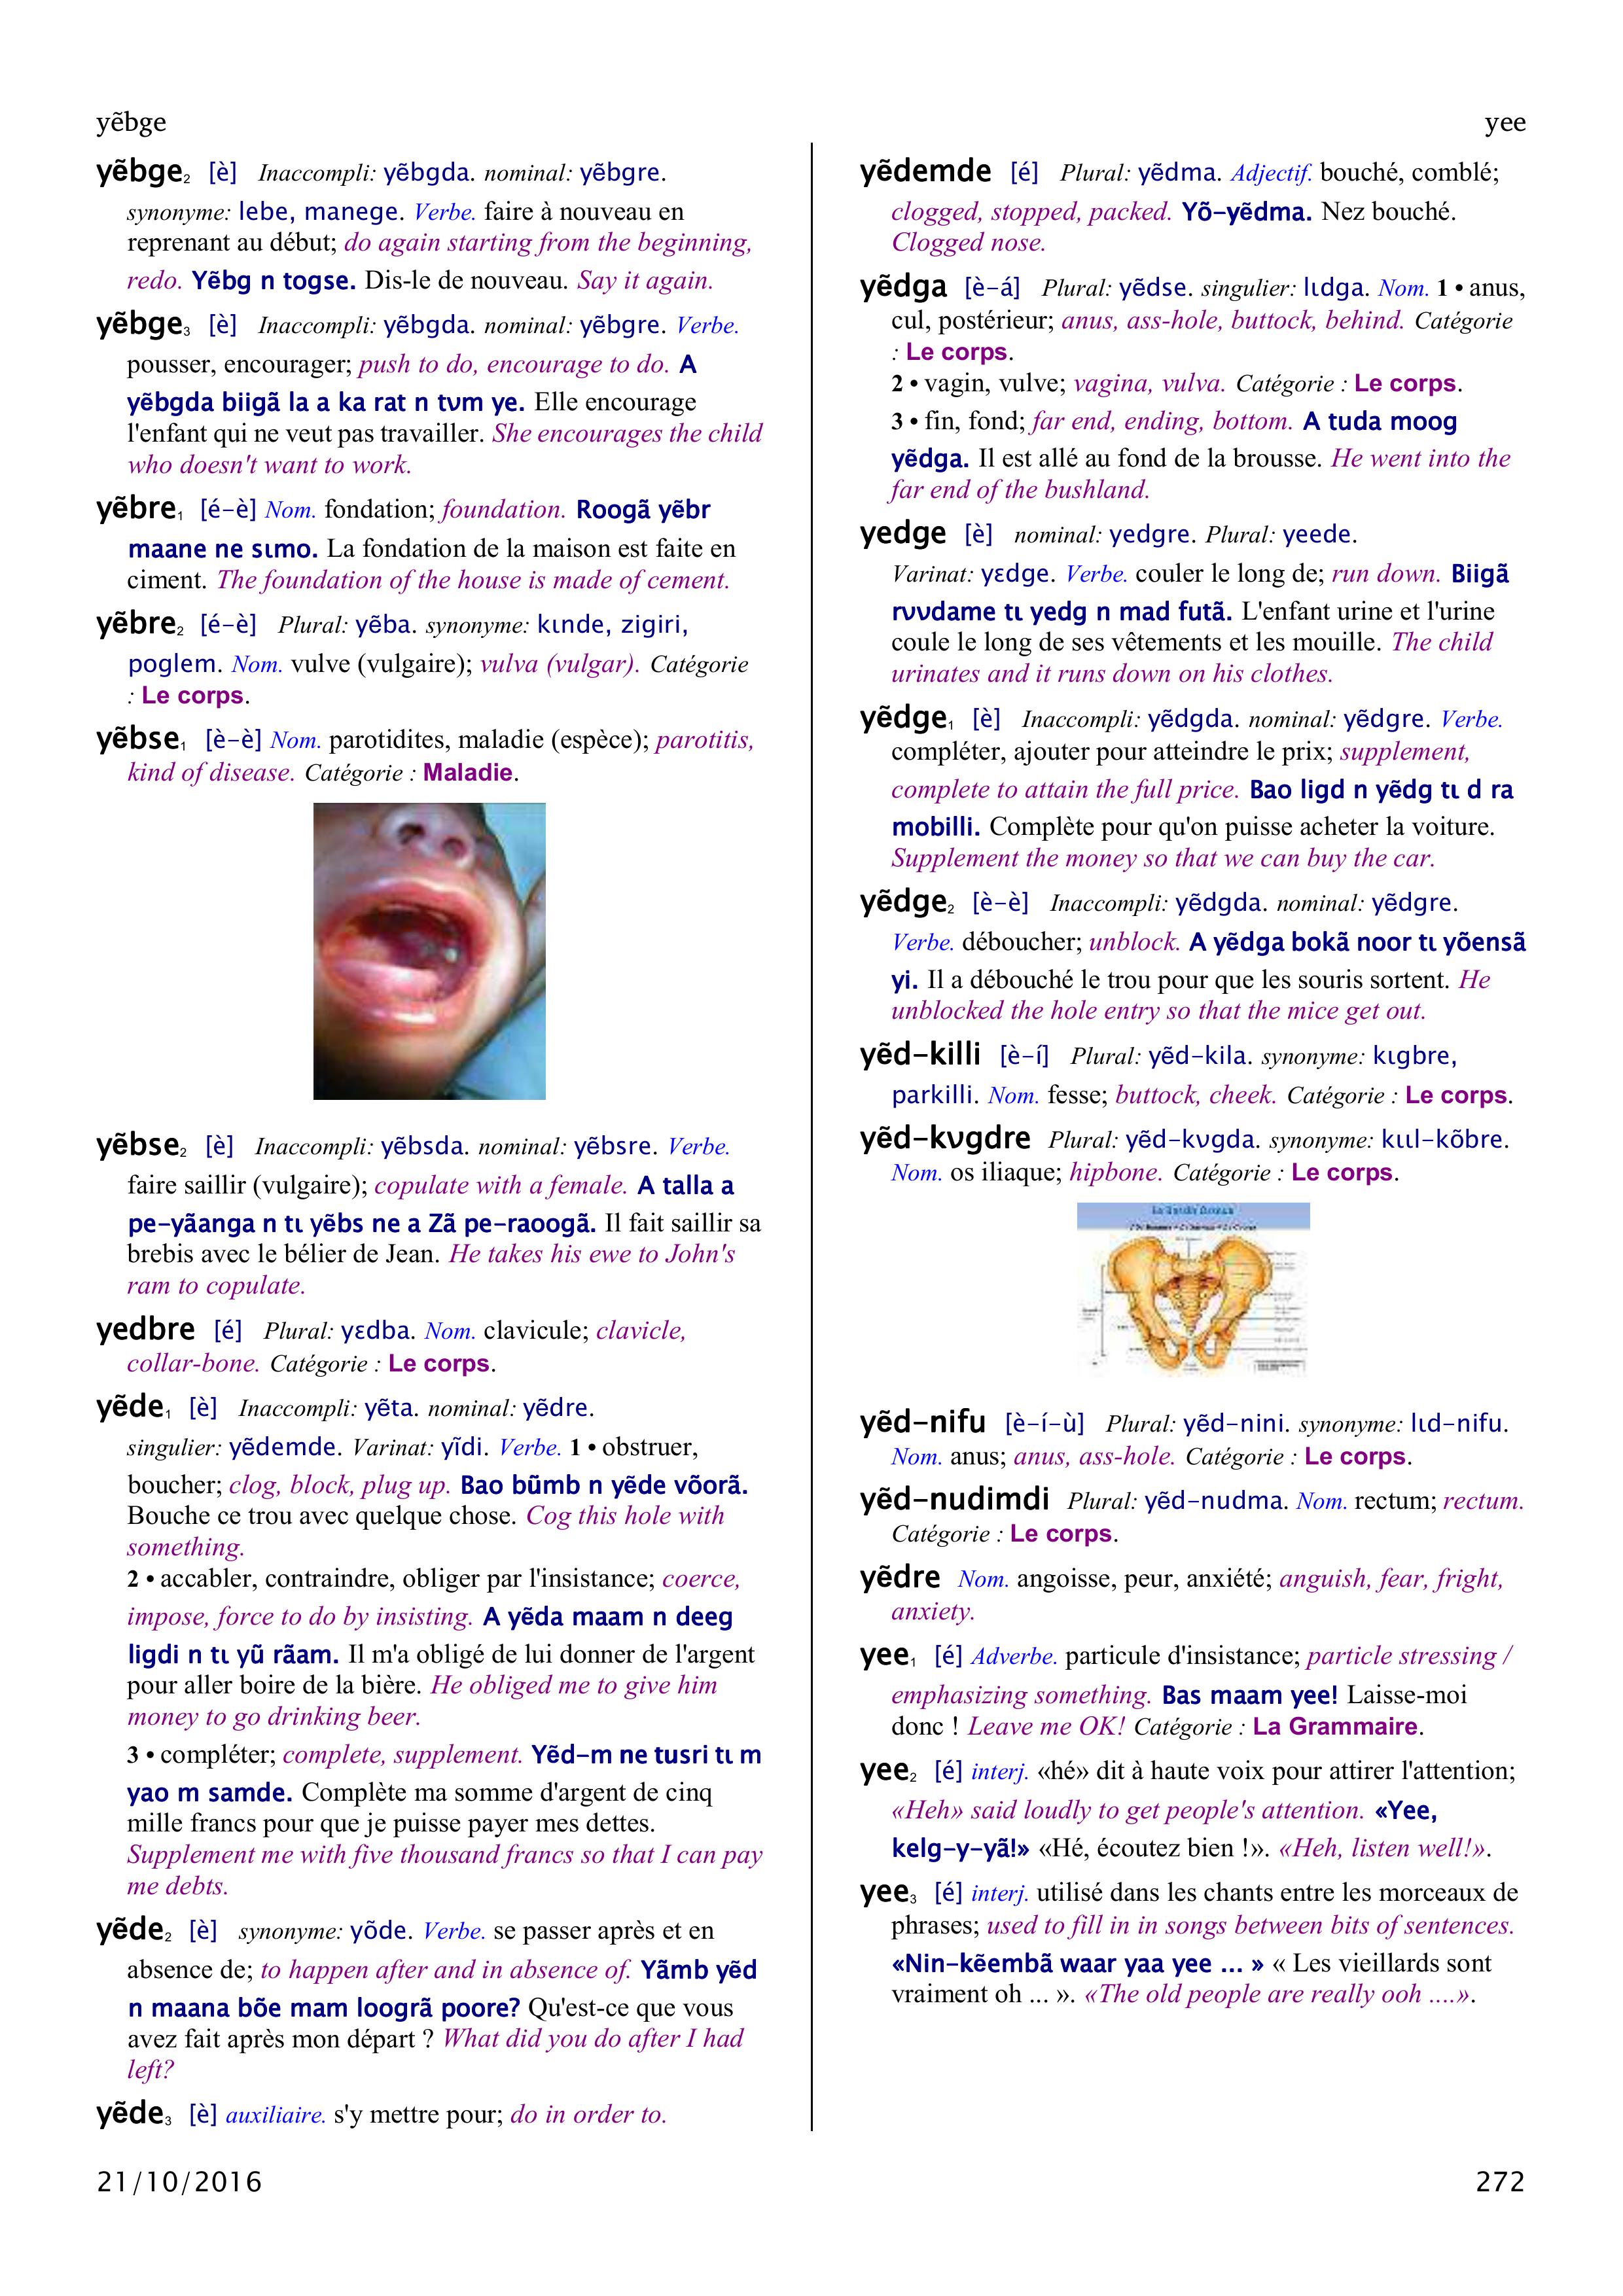 yẽbge
yee
yẽbge₂ [è] Inaccompli: yẽbgda. nominal: yẽbgre.
synonyme: lebe, manege. Verbe. faire à nouveau en
reprenant au début; do again starting from the beginning,
redo. Yẽbg n togse. Dis-le de nouveau. Say it again.
yẽbge₃ [è] Inaccompli: yẽbgda. nominal: yẽbgre. Verbe.
pousser, encourager; push to do, encourage to do. A
yẽbgda biigã la a ka rat n tʋm ye. Elle encourage
l'enfant qui ne veut pas travailler. She encourages the child
who doesn't want to work.
yẽbre₁ [é-è] Nom. fondation; foundation. Roogã yẽbr
maane ne sɩmo. La fondation de la maison est faite en
ciment. The foundation of the house is made of cement.
yẽbre₂ [é-è] Plural: yẽba. synonyme: kɩnde, zigiri,
poglem. Nom. vulve (vulgaire); vulva (vulgar). Catégorie
: Le corps.
yẽbse₁ [è-è] Nom. parotidites, maladie (espèce); parotitis,
kind of disease. Catégorie : Maladie.
yẽbse₂ [è] Inaccompli: yẽbsda. nominal: yẽbsre. Verbe.
faire saillir (vulgaire); copulate with a female. A talla a
pe-yãanga n tɩ yẽbs ne a Zã pe-raoogã. Il fait saillir sa
brebis avec le bélier de Jean. He takes his ewe to John's
ram to copulate.
yedbre [é] Plural: yɛdba. Nom. clavicule; clavicle,
collar-bone. Catégorie : Le corps.
yẽde₁ [è] Inaccompli: yẽta. nominal: yẽdre.
singulier: yẽdemde. Varinat: yĩdi. Verbe. 1 • obstruer,
boucher; clog, block, plug up. Bao bũmb n yẽde võorã.
Bouche ce trou avec quelque chose. Cog this hole with
something.
2 • accabler, contraindre, obliger par l'insistance; coerce,
impose, force to do by insisting. A yẽda maam n deeg
ligdi n tɩ yũ rãam. Il m'a obligé de lui donner de l'argent
pour aller boire de la bière. He obliged me to give him
money to go drinking beer.
3 • compléter; complete, supplement. Yẽd-m ne tusri tɩ m
yao m samde. Complète ma somme d'argent de cinq
mille francs pour que je puisse payer mes dettes.
Supplement me with five thousand francs so that I can pay
me debts.
yẽde₂ [è] synonyme: yõde. Verbe. se passer après et en
absence de; to happen after and in absence of. Yãmb yẽd
n maana bõe mam loogrã poore? Qu'est-ce que vous
avez fait après mon départ ? What did you do after I had
left?
yẽde₃ [è] auxiliaire. s'y mettre pour; do in order to.
yẽdemde [é] Plural: yẽdma. Adjectif. bouché, comblé;
clogged, stopped, packed. Yõ-yẽdma. Nez bouché.
Clogged nose.
yẽdga [è-á] Plural: yẽdse. singulier: lɩdga. Nom. 1 • anus,
cul, postérieur; anus, ass-hole, buttock, behind. Catégorie
: Le corps.
2 • vagin, vulve; vagina, vulva. Catégorie : Le corps.
3 • fin, fond; far end, ending, bottom. A tuda moog
yẽdga. Il est allé au fond de la brousse. He went into the
far end of the bushland.
yedge [è] nominal: yedgre. Plural: yeede.
Varinat: yɛdge. Verbe. couler le long de; run down. Biigã
rʋʋdame tɩ yedg n mad futã. L'enfant urine et l'urine
coule le long de ses vêtements et les mouille. The child
urinates and it runs down on his clothes.
yẽdge₁ [è] Inaccompli: yẽdgda. nominal: yẽdgre. Verbe.
compléter, ajouter pour atteindre le prix; supplement,
complete to attain the full price. Bao ligd n yẽdg tɩ d ra
mobilli. Complète pour qu'on puisse acheter la voiture.
Supplement the money so that we can buy the car.
yẽdge₂ [è-è] Inaccompli: yẽdgda. nominal: yẽdgre.
Verbe. déboucher; unblock. A yẽdga bokã noor tɩ yõensã
yi. Il a débouché le trou pour que les souris sortent. He
unblocked the hole entry so that the mice get out.
yẽd-killi [è-í] Plural: yẽd-kila. synonyme: kɩgbre,
parkilli. Nom. fesse; buttock, cheek. Catégorie : Le corps.
yẽd-kʋgdre Plural: yẽd-kʋgda. synonyme: kɩɩl-kõbre.
Nom. os iliaque; hipbone. Catégorie : Le corps.
yẽd-nifu [è-í-ù] Plural: yẽd-nini. synonyme: lɩd-nifu.
Nom. anus; anus, ass-hole. Catégorie : Le corps.
yẽd-nudimdi Plural: yẽd-nudma. Nom. rectum; rectum.
Catégorie : Le corps.
yẽdre Nom. angoisse, peur, anxiété; anguish, fear, fright,
anxiety.
yee₁ [é] Adverbe. particule d'insistance; particle stressing /
emphasizing something. Bas maam yee! Laisse-moi
donc ! Leave me OK! Catégorie : La Grammaire.
yee₂ [é] interj. «hé» dit à haute voix pour attirer l'attention;
«Heh» said loudly to get people's attention. «Yee,
kelg-y-yã!» «Hé, écoutez bien !». «Heh, listen well!».
yee₃ [é] interj. utilisé dans les chants entre les morceaux de
phrases; used to fill in in songs between bits of sentences.
«Nin-kẽembã waar yaa yee ... » « Les vieillards sont
vraiment oh ... ». «The old people are really ooh ....».
21/10/2016
272